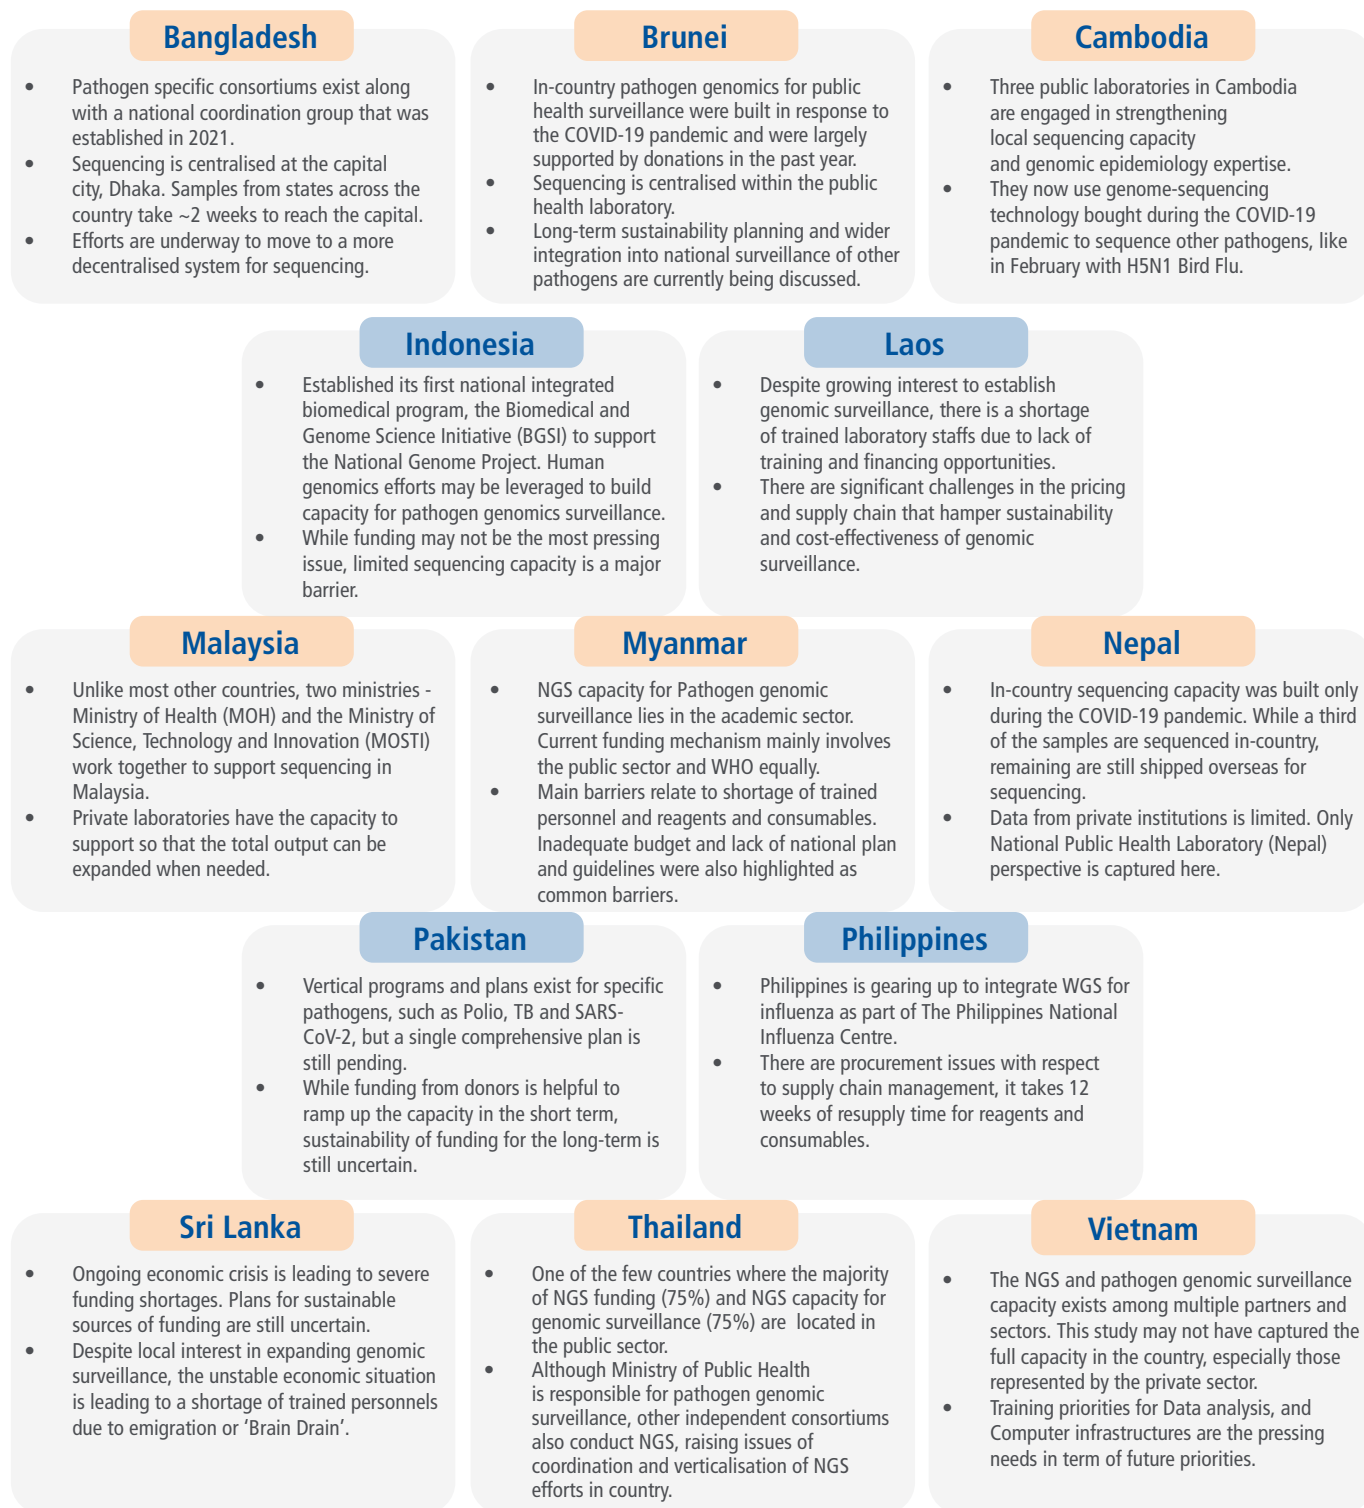 Bangladesh
• Pathogen specific consortiums exist along
with a national coordination group that was
established in 2021.
• Sequencing is centralised at the capital
city, Dhaka. Samples from states across the
country take ~2 weeks to reach the capital.
• Efforts are underway to move to a more
decentralised system for sequencing.
Brunei
• In-country pathogen genomics for public
health surveillance were built in response to
the COVID-19 pandemic and were largely
supported by donations in the past year.
• Sequencing is centralised within the public
health laboratory.
• Long-term sustainability planning and wider
integration into national surveillance of other
pathogens are currently being discussed.
Cambodia
• Three public laboratories in Cambodia
are engaged in strengthening
local sequencing capacity
and genomic epidemiology expertise.
• They now use genome-sequencing
technology bought during the COVID-19
pandemic to sequence other pathogens, like
in February with H5N1 Bird Flu.
Indonesia
• Established its first national integrated
biomedical program, the Biomedical and
Genome Science Initiative (BGSI) to support
the National Genome Project. Human
genomics efforts may be leveraged to build
capacity for pathogen genomics surveillance.
• While funding may not be the most pressing
issue, limited sequencing capacity is a major
barrier.
Laos
• Despite growing interest to establish
genomic surveillance, there is a shortage
of trained laboratory staffs due to lack of
training and financing opportunities.
• There are significant challenges in the pricing
and supply chain that hamper sustainability
and cost-effectiveness of genomic
surveillance.
Malaysia
• Unlike most other countries, two ministries -
Ministry of Health (MOH) and the Ministry of
Science, Technology and Innovation (MOSTI)
work together to support sequencing in
Malaysia.
• Private laboratories have the capacity to
support so that the total output can be
expanded when needed.
Myanmar
• NGS capacity for Pathogen genomic
surveillance lies in the academic sector.
Current funding mechanism mainly involves
the public sector and WHO equally.
• Main barriers relate to shortage of trained
personnel and reagents and consumables.
Inadequate budget and lack of national plan
and guidelines were also highlighted as
common barriers.
Nepal
• In-country sequencing capacity was built only
during the COVID-19 pandemic. While a third
of the samples are sequenced in-country,
remaining are still shipped overseas for
sequencing.
• Data from private institutions is limited. Only
National Public Health Laboratory (Nepal)
perspective is captured here.
Pakistan
• Vertical programs and plans exist for specific
pathogens, such as Polio, TB and SARS-
CoV-2, but a single comprehensive plan is
still pending.
• While funding from donors is helpful to
ramp up the capacity in the short term,
sustainability of funding for the long-term is
still uncertain.
Philippines
• Philippines is gearing up to integrate WGS for
influenza as part of The Philippines National
Influenza Centre.
• There are procurement issues with respect
to supply chain management, it takes 12
weeks of resupply time for reagents and
consumables.
Sri Lanka
• Ongoing economic crisis is leading to severe
funding shortages. Plans for sustainable
sources of funding are still uncertain.
• Despite local interest in expanding genomic
surveillance, the unstable economic situation
is leading to a shortage of trained personnels
due to emigration or ‘Brain Drain’.
Thailand
• One of the few countries where the majority
of NGS funding (75%) and NGS capacity for
genomic surveillance (75%) are located in
the public sector.
• Although Ministry of Public Health
is responsible for pathogen genomic
surveillance, other independent consortiums
also conduct NGS, raising issues of
coordination and verticalisation of NGS
efforts in country.
Vietnam
• The NGS and pathogen genomic surveillance
capacity exists among multiple partners and
sectors. This study may not have captured the
full capacity in the country, especially those
represented by the private sector.
• Training priorities for Data analysis, and
Computer infrastructures are the pressing
needs in term of future priorities.